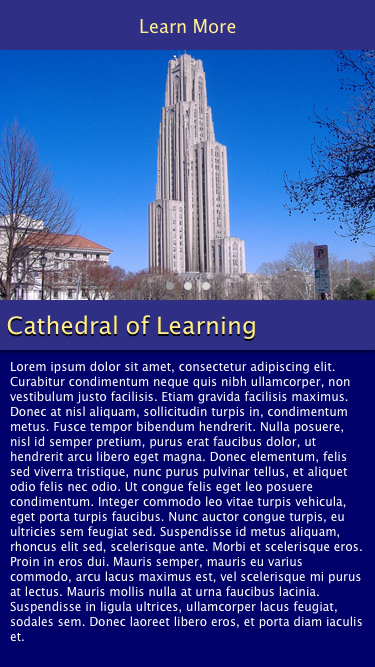 Learn More
Cathedral of Learning
Lorem ipsum dolor sit amet, consectetur adipiscing elit.
Curabitur condimentum neque quis nibh ullamcorper, non
vestibulum justo facilisis. Etiam gravida facilisis maximus.
Donec at nisl aliquam, sollicitudin turpis in, condimentum
metus. Fusce tempor bibendum hendrerit. Nulla posuere,
nisl id semper pretium, purus erat faucibus dolor, ut
hendrerit arcu libero eget magna. Donec elementum, felis
sed viverra tristique, nunc purus pulvinar tellus, et aliquet
odio felis nec odio. Ut congue felis eget leo posuere
condimentum. Integer commodo leo vitae turpis vehicula,
eget porta turpis faucibus. Nunc auctor congue turpis, eu
ultricies sem feugiat sed. Suspendisse id metus aliquam,
rhoncus elit sed, scelerisque ante. Morbi et scelerisque eros.
Proin in eros dui. Mauris semper, mauris eu varius
commodo, arcu lacus maximus est, vel scelerisque mi purus
at lectus. Mauris mollis nulla at urna faucibus lacinia.
Suspendisse in ligula ultrices, ullamcorper lacus feugiat,
sodales sem. Donec laoreet libero eros, et porta diam iaculis
et.